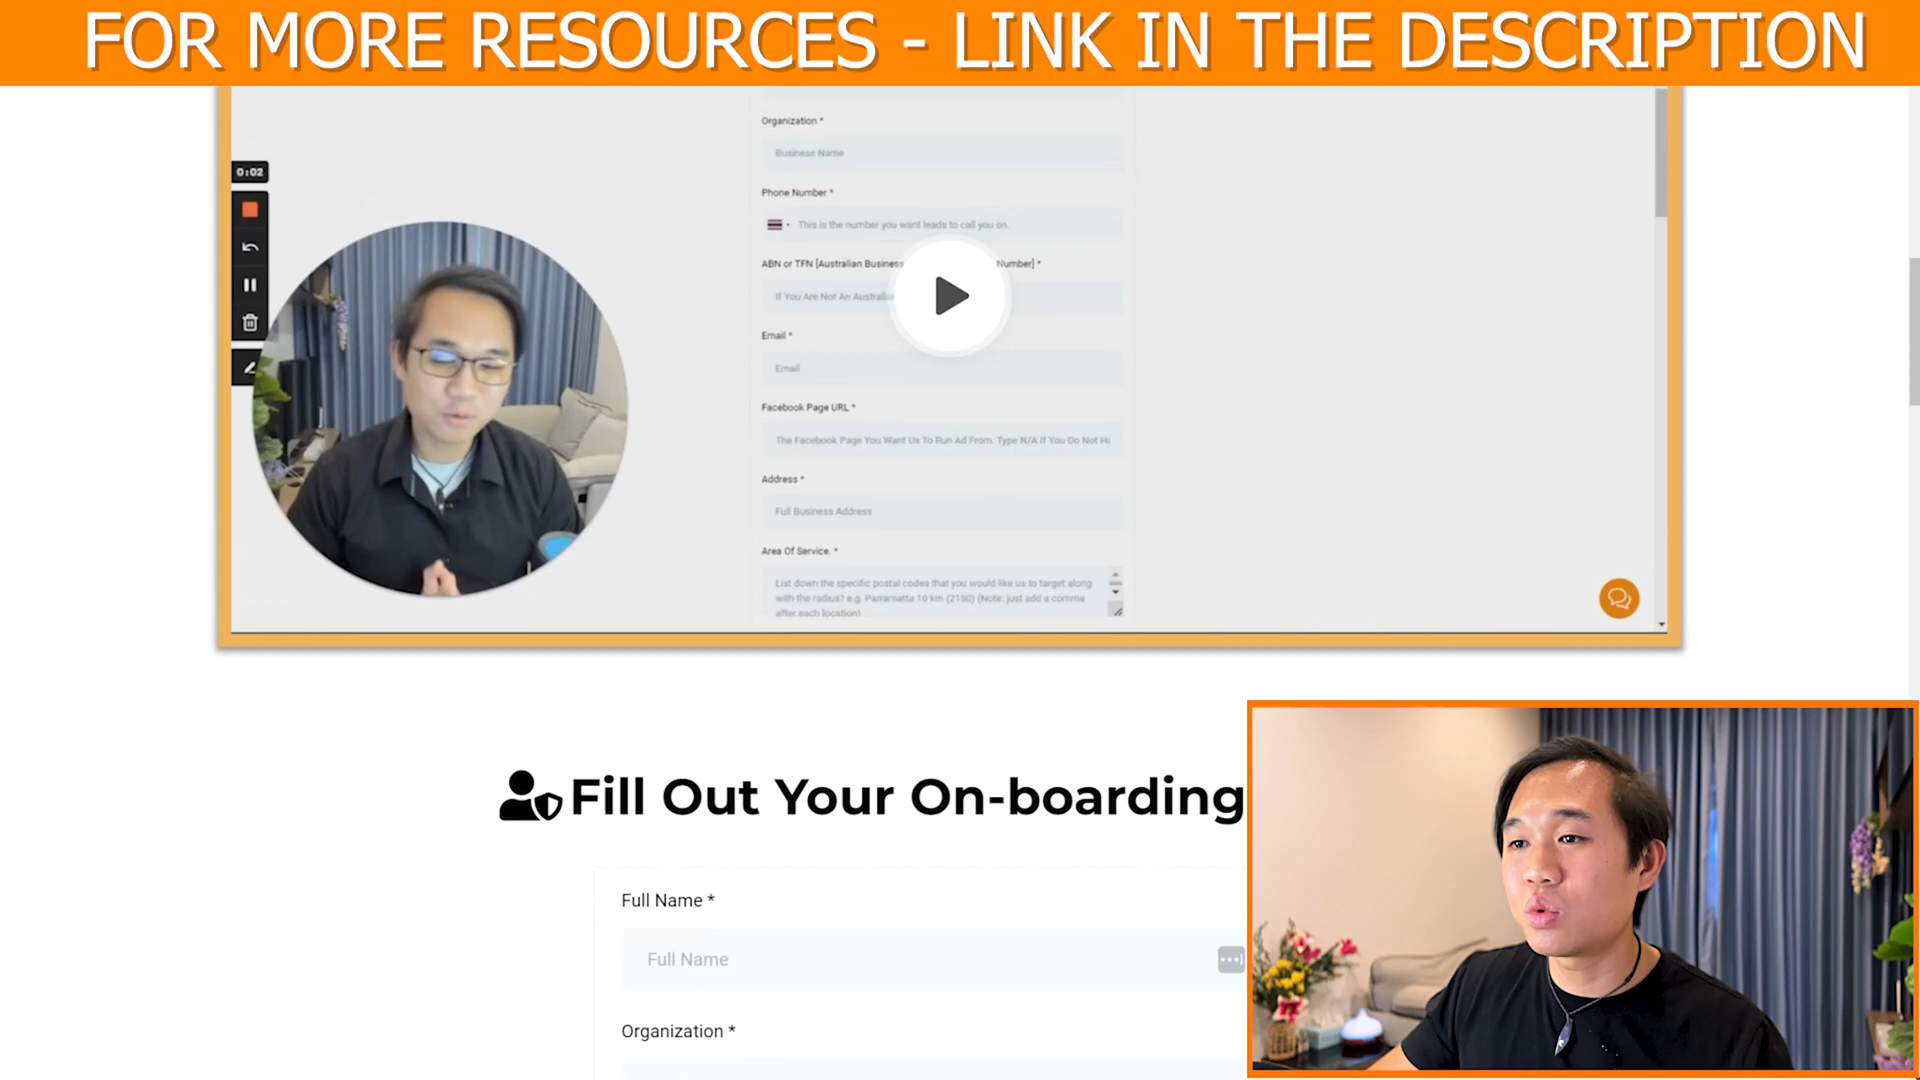 FOR MORE RESOURCES - LINK IN THE DESCRIPTION
Organization *
Business Name
0:02
Phone Number *
This is the number you want leads to call you on.
ABN or TFN [Australian Business Number] *
If You Are Not An Australian
Email *
Email
Facebook Page URL *
The Facebook Page You Want Us To Run Ad From. Type N/A If You Do Not Ha
Address *
Full Business Address
Area Of Service. *
List down the specific postal codes that you would like us to target along
with the radius? e.g. Parramatta 10 km (2150) (Note: just add a comma
after each location)
Fill Out Your On-boarding
Full Name *
Full Name
Organization *